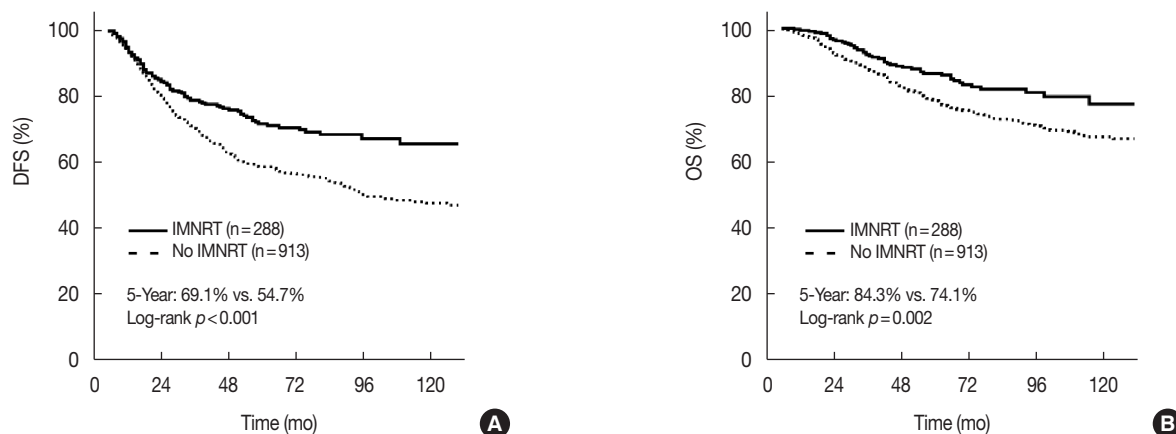 100
80
60
40
20
0
DFS (%)
IMNRT (n=288)
No IMNRT (n=913)
5-Year: 69.1% vs. 54.7%
Log-rank p<0.001
0 24 48 72 96 120
Time (mo)
A
100
80
60
40
20
0
OS (%)
IMNRT (n=288)
No IMNRT (n=913)
5-Year: 84.3% vs. 74.1%
Log-rank p=0.002
0 24 48 72 96 120
Time (mo)
B